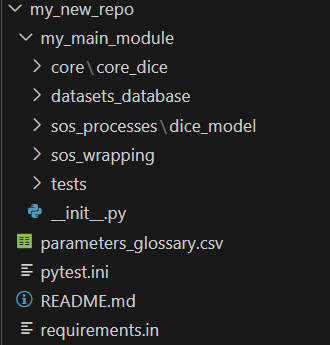 my_new_repo
my_main_module
core\core_dice
datasets_database
sos_processes\dice_model
sos_wrapping
tests
__init__.py
parameters_glossary.csv
pytest.ini
README.md
requirements.in